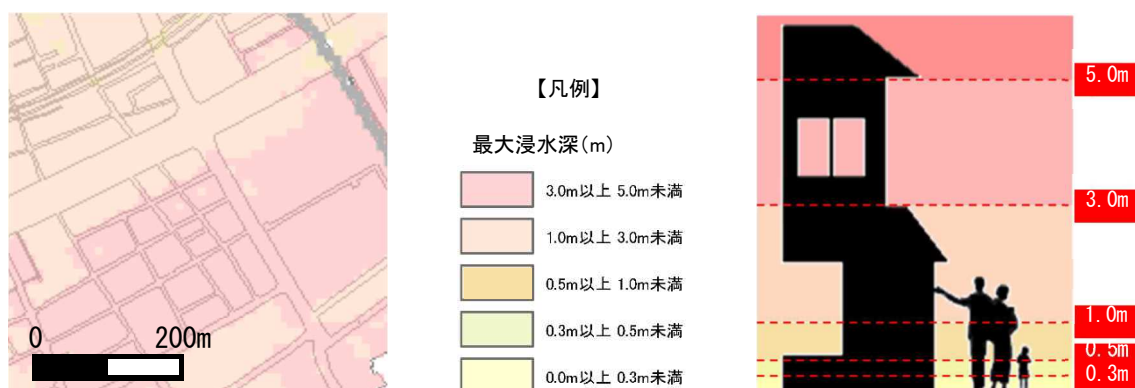 0 200m
【凡例】
最大浸水深(m)
3.0m以上 5.0m未満
1.0m以上 3.0m未満
0.5m以上 1.0m未満
0.3m以上 0.5m未満
0.0m以上 0.3m未満
5.0m
3.0m
1.0m
0.5m
0.3m